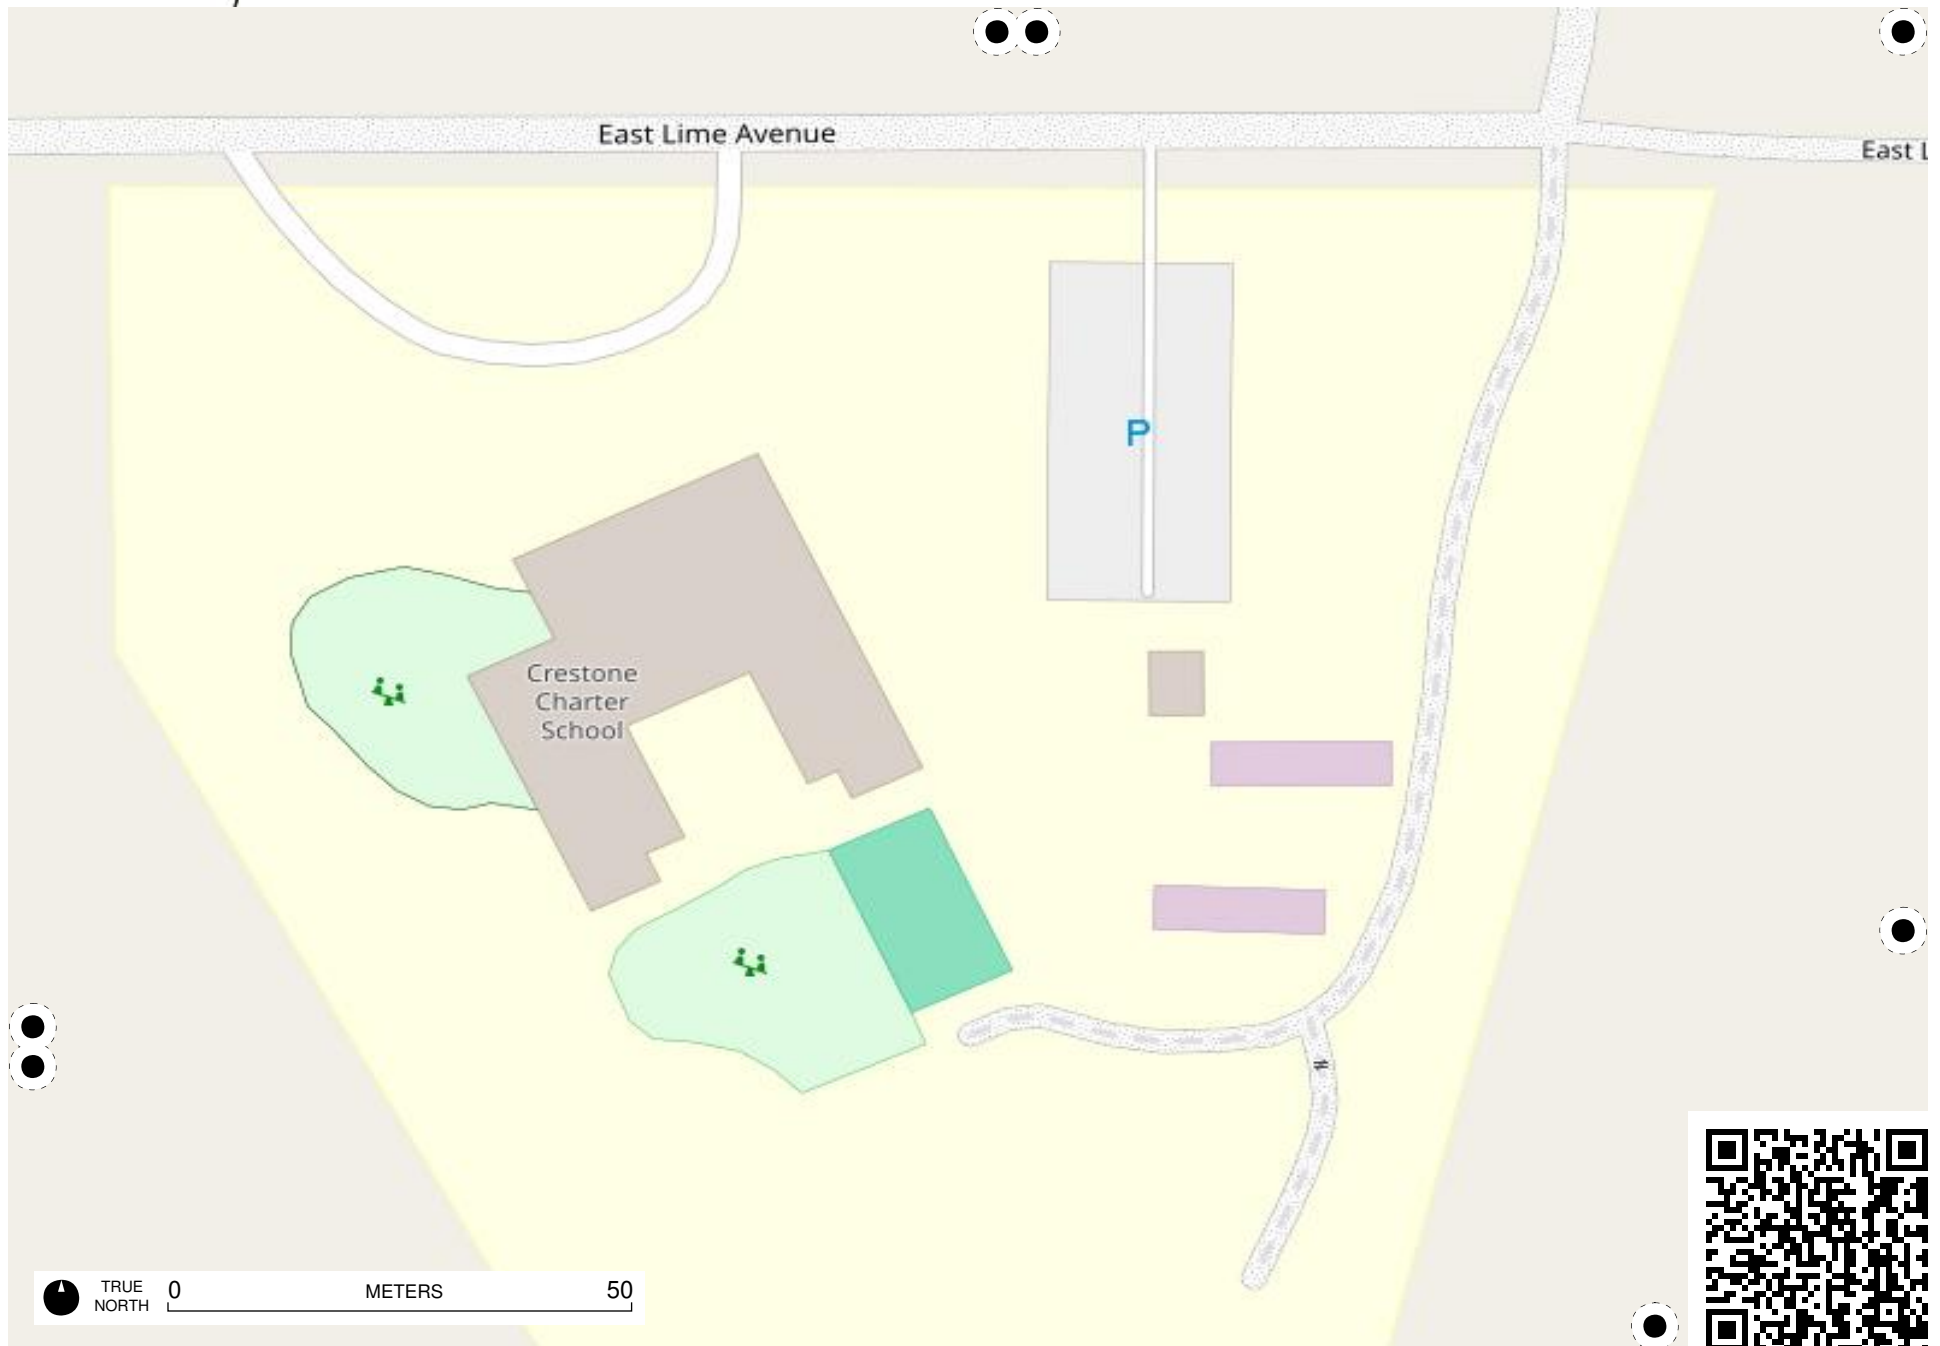 East Lime Avenue
East L
P
Crestone
Charter
School
TRUE
NORTH
0
METERS
50